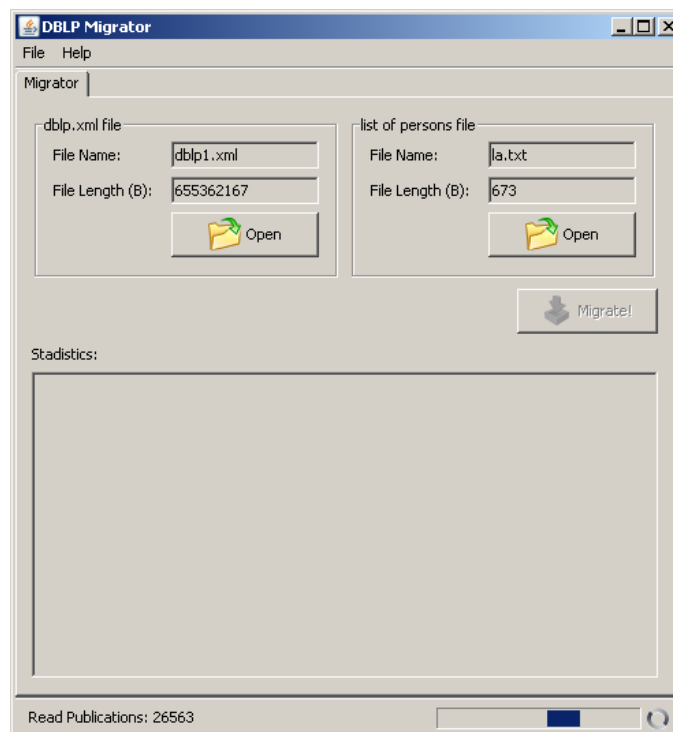 DBLP Migrator
File Help
Migrator
dblp.xml file
File Name: dblp1.xml
File Length (B): 655362167
Open
list of persons file
File Name: la.txt
File Length (B): 673
Open
Migrate!
Stadistics:
Read Publications: 26563